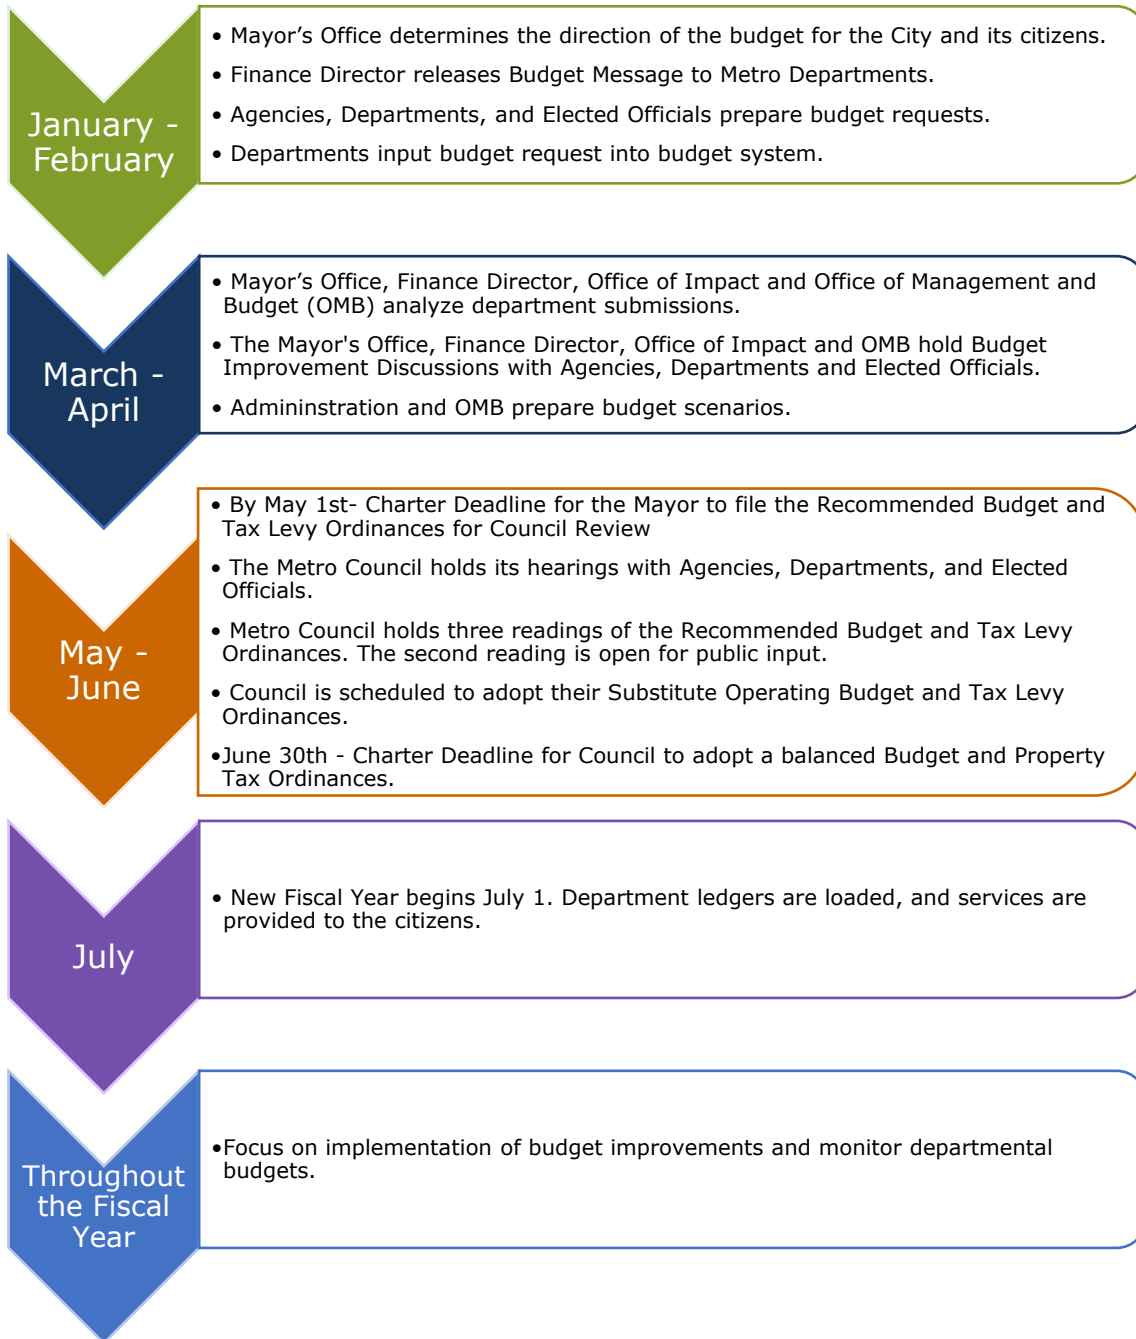 January -
February
• Mayor’s Office determines the direction of the budget for the City and its citizens.
• Finance Director releases Budget Message to Metro Departments.
• Agencies, Departments, and Elected Officials prepare budget requests.
• Departments input budget request into budget system.
March -
April
• Mayor’s Office, Finance Director, Office of Impact and Office of Management and
Budget (OMB) analyze department submissions.
• The Mayor's Office, Finance Director, Office of Impact and OMB hold Budget
Improvement Discussions with Agencies, Departments and Elected Officials.
• Admininstration and OMB prepare budget scenarios.
May -
June
• By May 1st- Charter Deadline for the Mayor to file the Recommended Budget and
Tax Levy Ordinances for Council Review
• The Metro Council holds its hearings with Agencies, Departments, and Elected
Officials.
• Metro Council holds three readings of the Recommended Budget and Tax Levy
Ordinances. The second reading is open for public input.
• Council is scheduled to adopt their Substitute Operating Budget and Tax Levy
Ordinances.
•June 30th - Charter Deadline for Council to adopt a balanced Budget and Property
Tax Ordinances.
July
• New Fiscal Year begins July 1. Department ledgers are loaded, and services are
provided to the citizens.
Throughout
the Fiscal
Year
•Focus on implementation of budget improvements and monitor departmental
budgets.